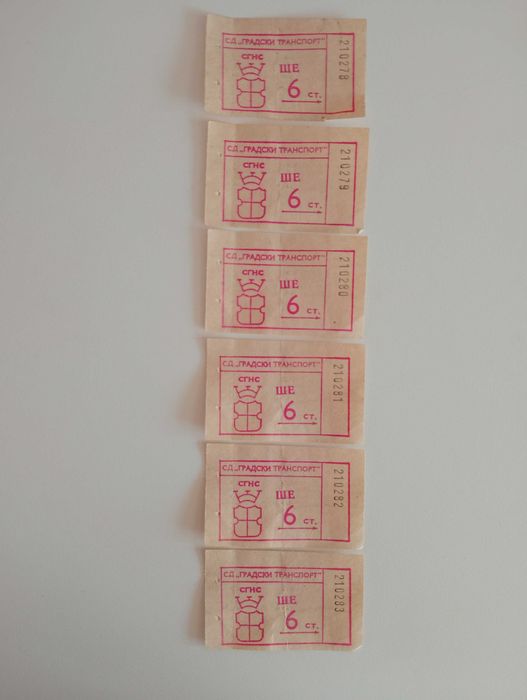 СД „ГРАДСКИ ТРАНСПОРТ"
СГНС
ШЕ
6 СТ.
210278
СД „ГРАДСКИ ТРАНСПОРТ"
СГНС
ШЕ
6 СТ.
210279
СД „ГРАДСКИ ТРАНСПОРТ"
СГНС
ШЕ
6 СТ.
210280
СД „ГРАДСКИ ТРАНСПОРТ"
СГНС
ШЕ
6 СТ.
210281
СД „ГРАДСКИ ТРАНСПОРТ"
СГНС
ШЕ
6 СТ.
210282
СД „ГРАДСКИ ТРАНСПОРТ"
СГНС
ШЕ
6 СТ.
210283